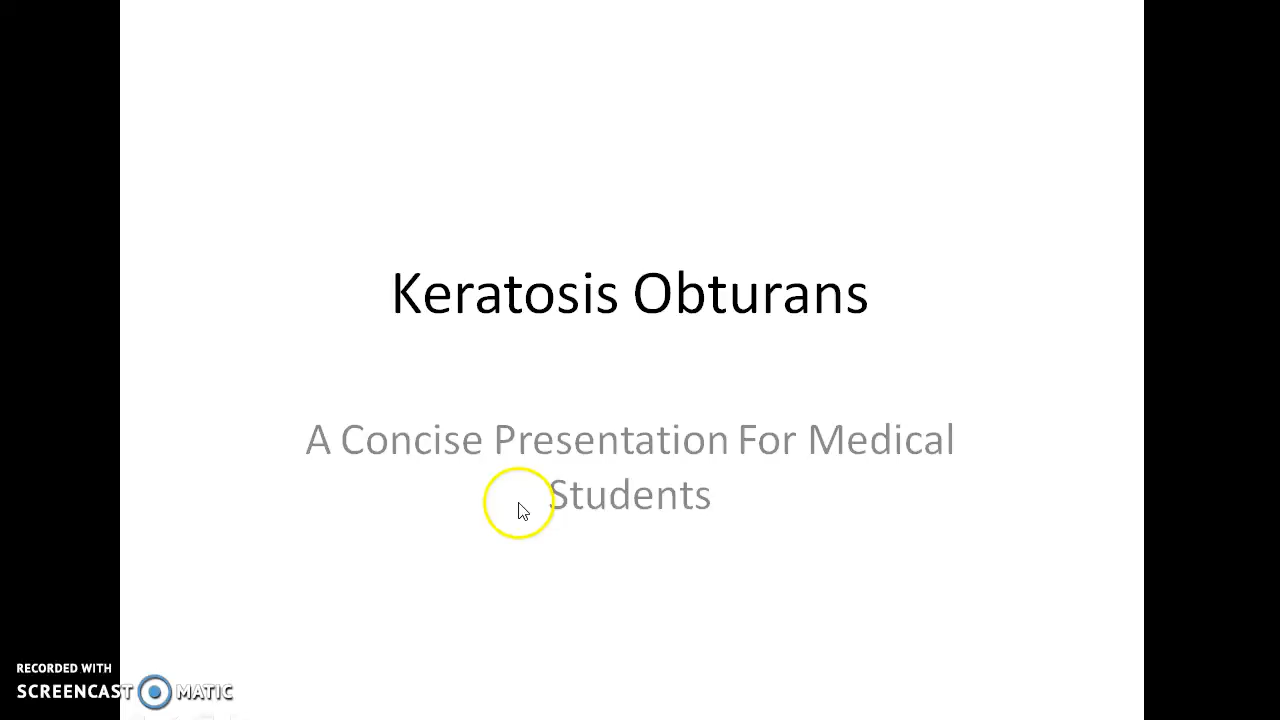 Keratosis Obturans
A Concise Presentation For Medical
Students
RECORDED WITH
SCREENCAST MATIC